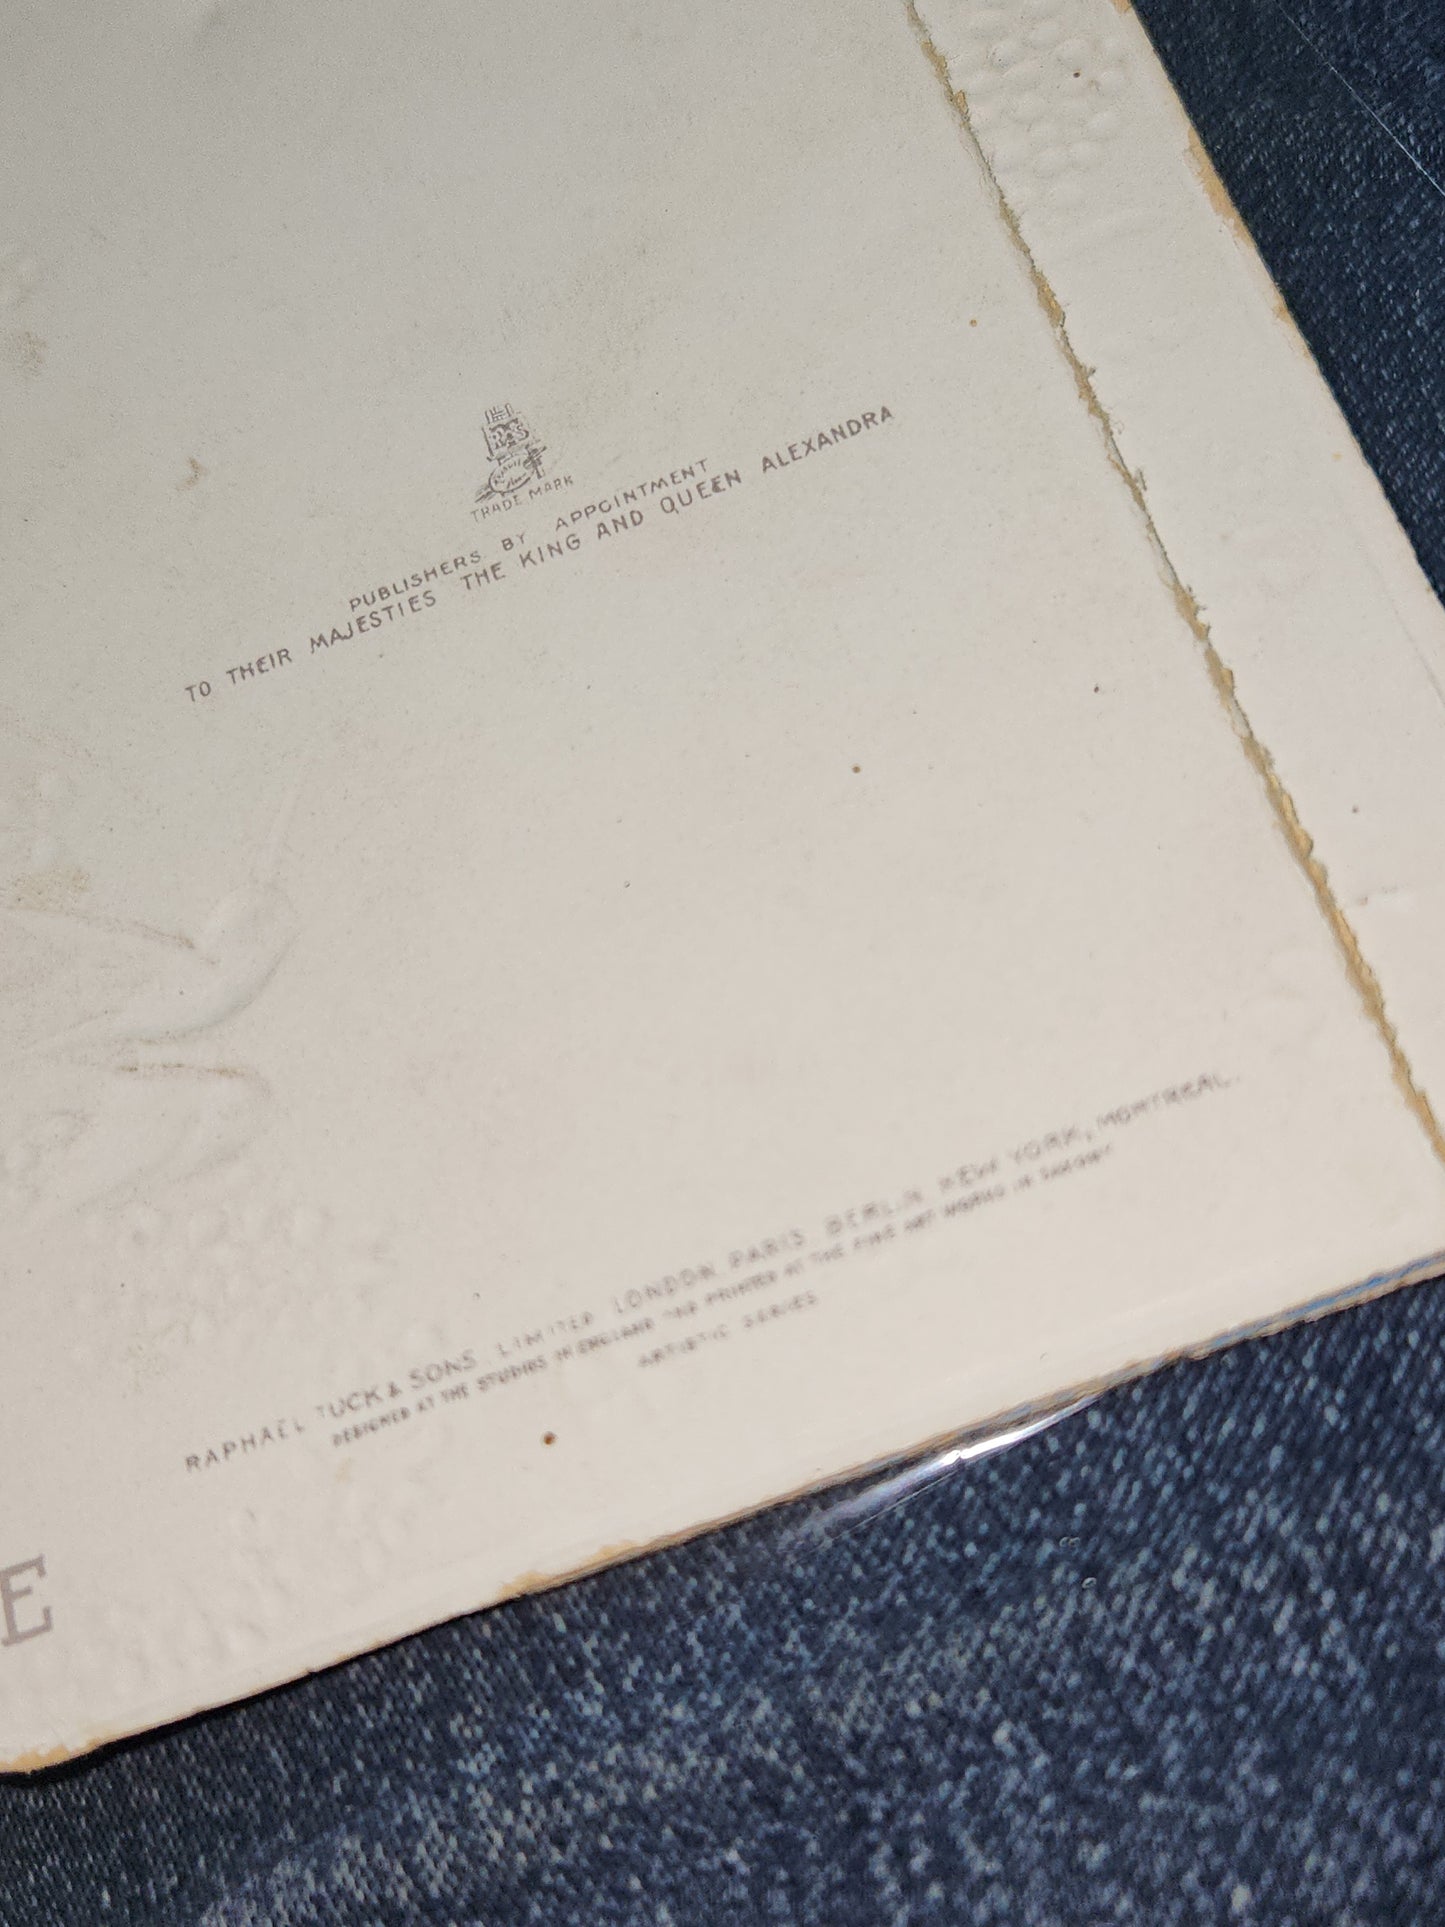 R & S
TRADE MARK
PUBLISHERS BY APPOINTMENT
TO THEIR MAJESTIES THE KING AND QUEEN ALEXANDRA
RAPHAEL TUCK & SONS LIMITED LONDON PARIS BERLIN NEW YORK, MONTREAL.
DESIGNED AT THE STUDIOS IN ENGLAND AND PRINTED AT THE FINE ART WORKS IN SAXONY
ARTISTIC SERIES
E